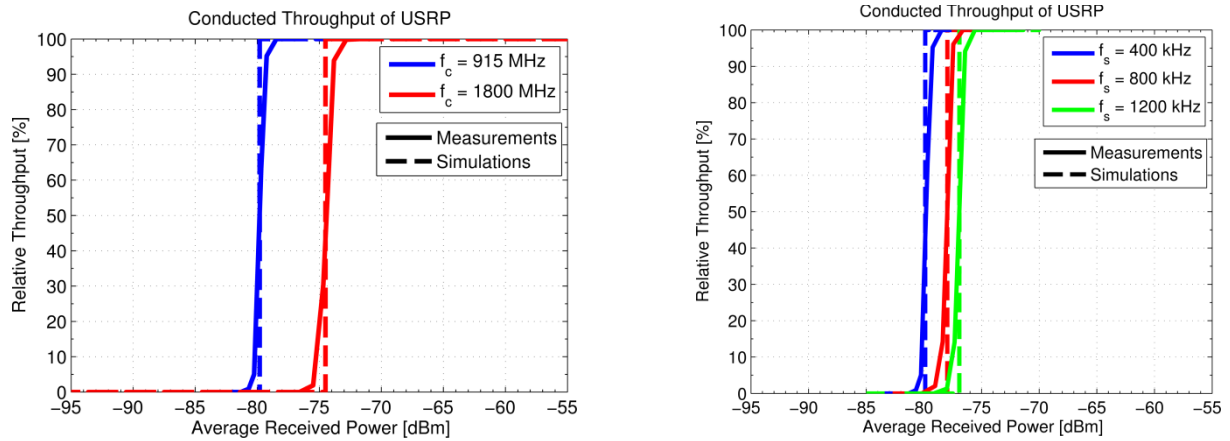 Conducted Throughput of USRP
100
90
80
70
60
50
40
30
20
10
0
Relative Throughput [%]
f_c = 915 MHz
f_c = 1800 MHz
Measurements
Simulations
−95 −90 −85 −80 −75 −70 −65 −60 −55
Average Received Power [dBm]
Conducted Throughput of USRP
100
90
80
70
60
50
40
30
20
10
0
Relative Throughput [%]
f_s = 400 kHz
f_s = 800 kHz
f_s = 1200 kHz
Measurements
Simulations
−95 −90 −85 −80 −75 −70 −65 −60 −55
Average Received Power [dBm]